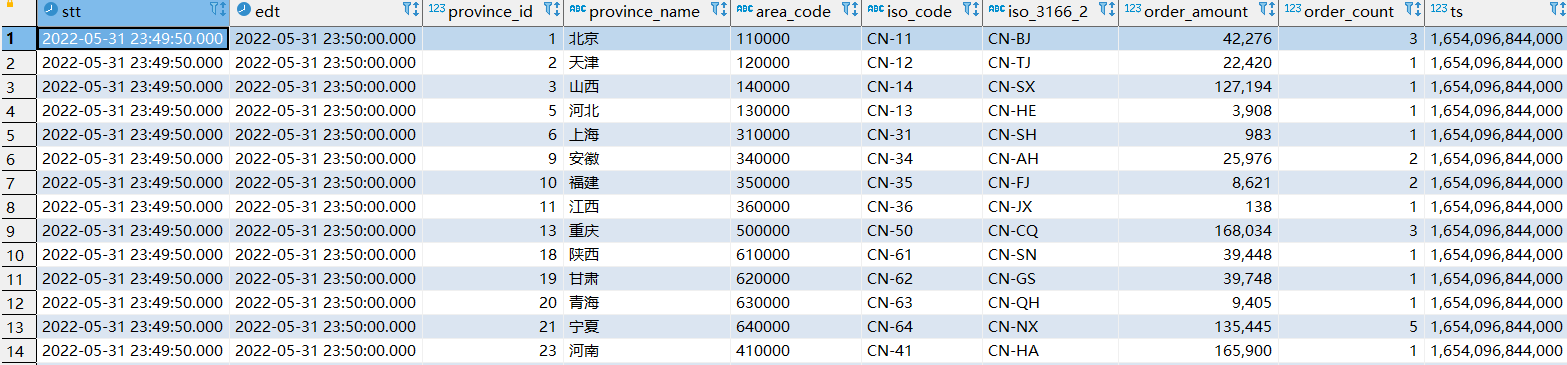 stt edt 123 province_id ABC province_name ABC area_code ABC iso_code ABC iso_3166_2 123 order_amount 123 order_count 123 ts
1 2022-05-31 23:49:50.000 2022-05-31 23:50:00.000 1 北京 110000 CN-11 CN-BJ 42,276 3 1,654,096,844,000
2 2022-05-31 23:49:50.000 2022-05-31 23:50:00.000 2 天津 120000 CN-12 CN-TJ 22,420 1 1,654,096,844,000
3 2022-05-31 23:49:50.000 2022-05-31 23:50:00.000 3 山西 140000 CN-14 CN-SX 127,194 1 1,654,096,844,000
4 2022-05-31 23:49:50.000 2022-05-31 23:50:00.000 5 河北 130000 CN-13 CN-HE 3,908 1 1,654,096,844,000
5 2022-05-31 23:49:50.000 2022-05-31 23:50:00.000 6 上海 310000 CN-31 CN-SH 983 1 1,654,096,844,000
6 2022-05-31 23:49:50.000 2022-05-31 23:50:00.000 9 安徽 340000 CN-34 CN-AH 25,976 2 1,654,096,844,000
7 2022-05-31 23:49:50.000 2022-05-31 23:50:00.000 10 福建 350000 CN-35 CN-FJ 8,621 2 1,654,096,844,000
8 2022-05-31 23:49:50.000 2022-05-31 23:50:00.000 11 江西 360000 CN-36 CN-JX 138 1 1,654,096,844,000
9 2022-05-31 23:49:50.000 2022-05-31 23:50:00.000 13 重庆 500000 CN-50 CN-CQ 168,034 3 1,654,096,844,000
10 2022-05-31 23:49:50.000 2022-05-31 23:50:00.000 18 陕西 610000 CN-61 CN-SN 39,448 1 1,654,096,844,000
11 2022-05-31 23:49:50.000 2022-05-31 23:50:00.000 19 甘肃 620000 CN-62 CN-GS 39,748 1 1,654,096,844,000
12 2022-05-31 23:49:50.000 2022-05-31 23:50:00.000 20 青海 630000 CN-63 CN-QH 9,405 1 1,654,096,844,000
13 2022-05-31 23:49:50.000 2022-05-31 23:50:00.000 21 宁夏 640000 CN-64 CN-NX 135,445 5 1,654,096,844,000
14 2022-05-31 23:49:50.000 2022-05-31 23:50:00.000 23 河南 410000 CN-41 CN-HA 165,900 1 1,654,096,844,000